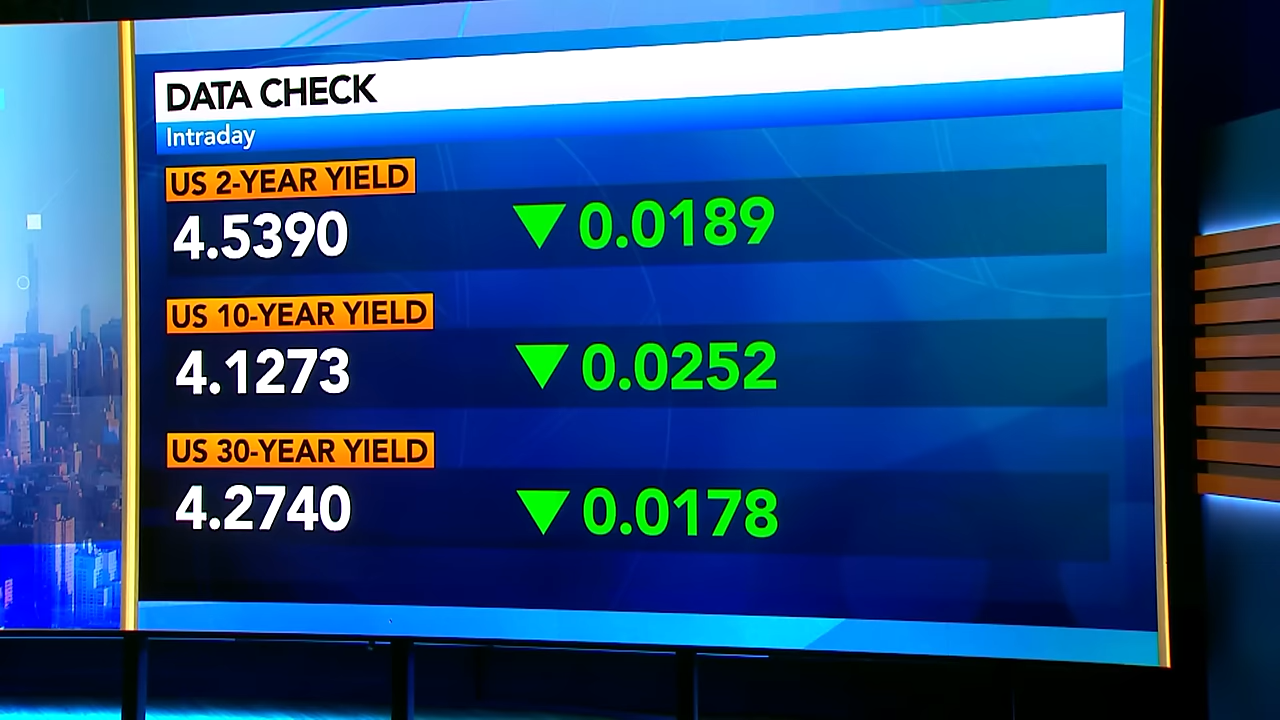 DATA CHECK
Intraday
US 2-YEAR YIELD
4.5390 ▼ 0.0189
US 10-YEAR YIELD
4.1273 ▼ 0.0252
US 30-YEAR YIELD
4.2740 ▼ 0.0178